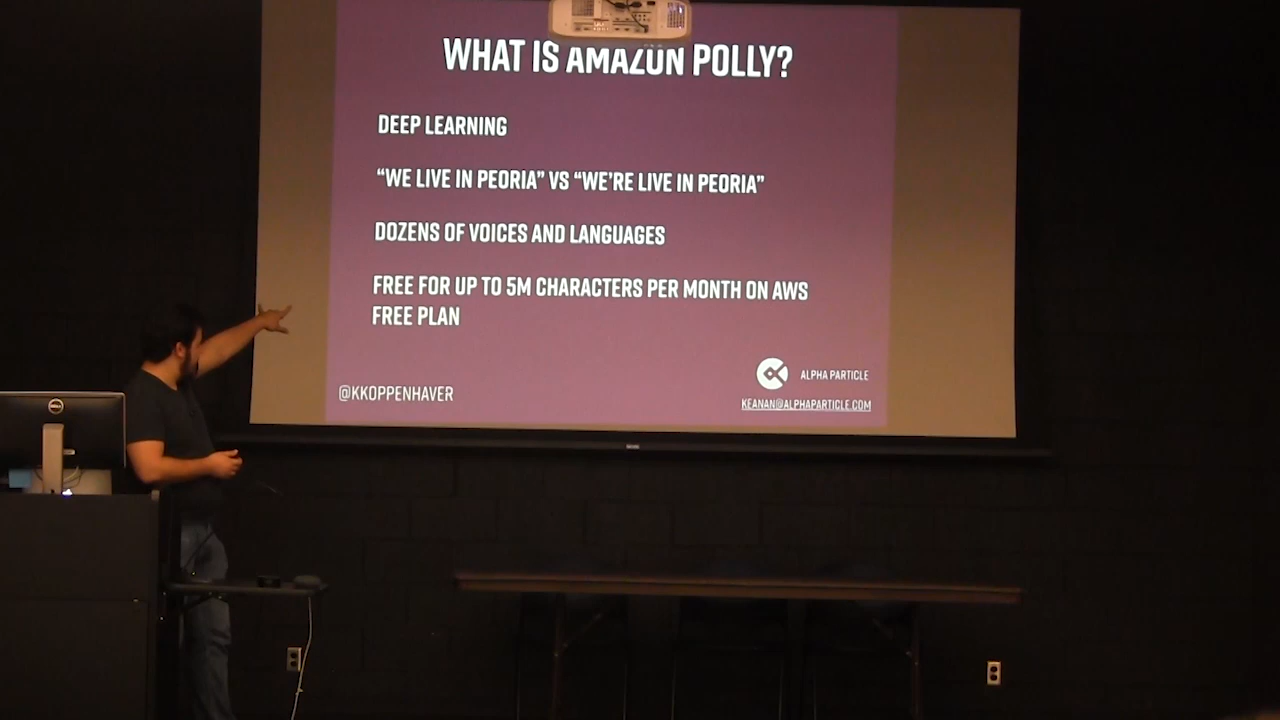 WHAT IS AMAZON POLLY?
DEEP LEARNING
“WE LIVE IN PEORIA” VS “WE’RE LIVE IN PEORIA”
DOZENS OF VOICES AND LANGUAGES
FREE FOR UP TO 5M CHARACTERS PER MONTH ON AWS
FREE PLAN
ALPHA PARTICLE
@KKOPPENHAVER
KEANAN@ALPHAPARTICLE.COM
DELL